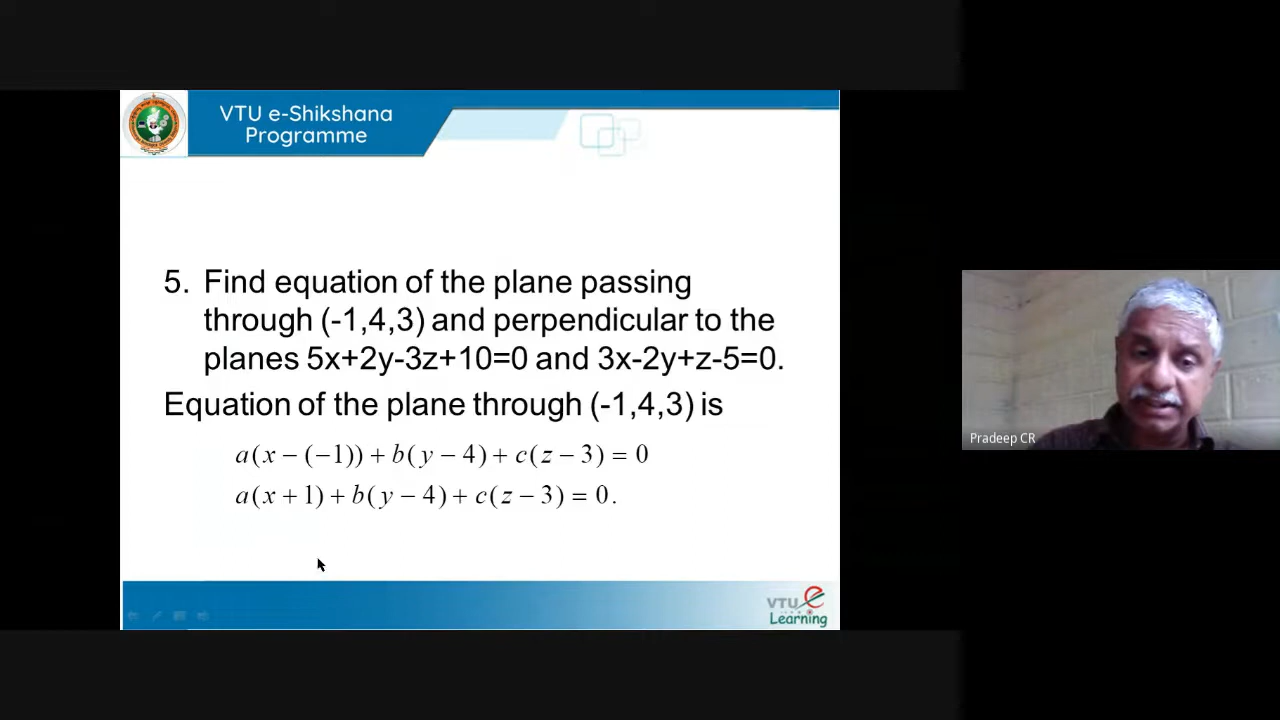 VTU e-Shikshana
Programme
5. Find equation of the plane passing
through (-1,4,3) and perpendicular to the
planes 5x+2y-3z+10=0 and 3x-2y+z-5=0.
Equation of the plane through (-1,4,3) is
a(x − (−1)) + b(y − 4) + c(z − 3) = 0
a(x + 1) + b(y − 4) + c(z − 3) = 0.
Pradeep CR
VTU e
Learning